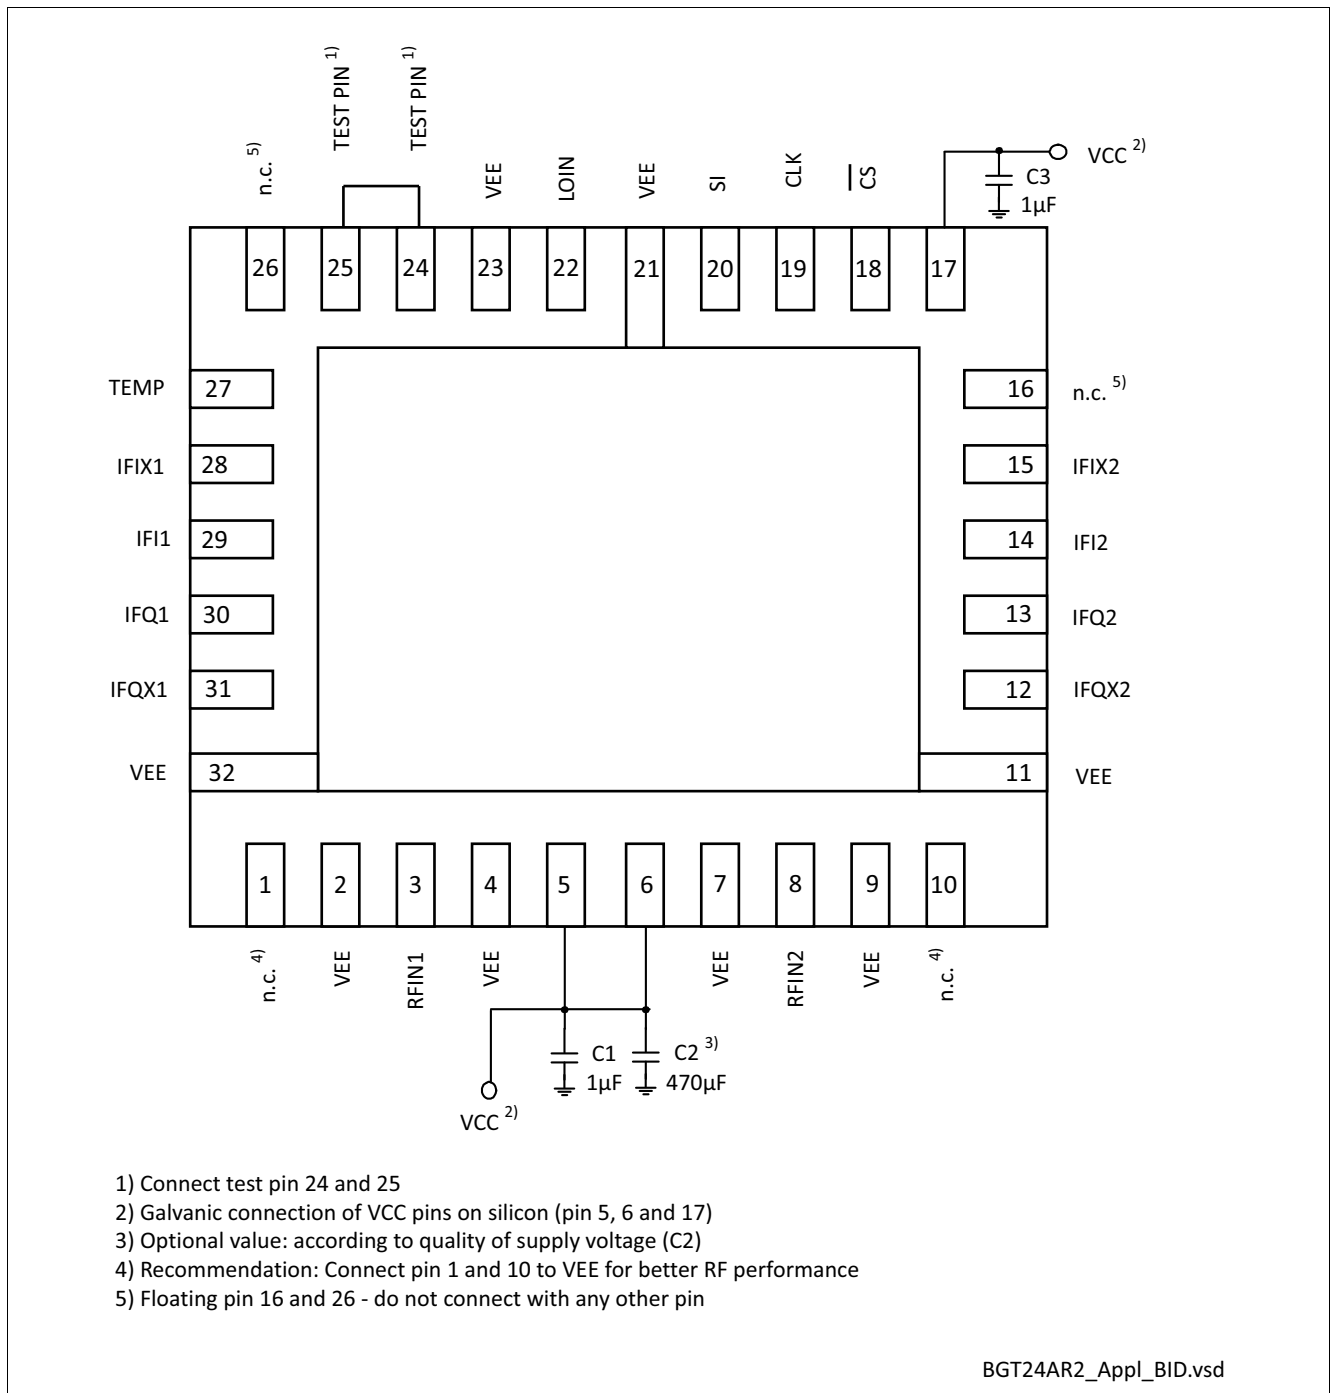 TEST PIN 1)
TEST PIN 1)
n.c. 5)
VEE
LOIN
VEE
SI
CLK
CS
VCC 2)
C3
1µF
26
25
24
23
22
21
20
19
18
17
TEMP
27
16
n.c. 5)
IFIX1
28
15
IFIX2
IFI1
29
14
IFI2
IFQ1
30
13
IFQ2
IFQX1
31
12
IFQX2
VEE
32
11
VEE
1
2
3
4
5
6
7
8
9
10
n.c. 4)
VEE
RFIN1
VEE
VEE
RFIN2
VEE
n.c. 4)
C1
1µF
C2 3)
470µF
VCC 2)
1) Connect test pin 24 and 25
2) Galvanic connection of VCC pins on silicon (pin 5, 6 and 17)
3) Optional value: according to quality of supply voltage (C2)
4) Recommendation: Connect pin 1 and 10 to VEE for better RF performance
5) Floating pin 16 and 26 - do not connect with any other pin
BGT24AR2_Appl_BID.vsd